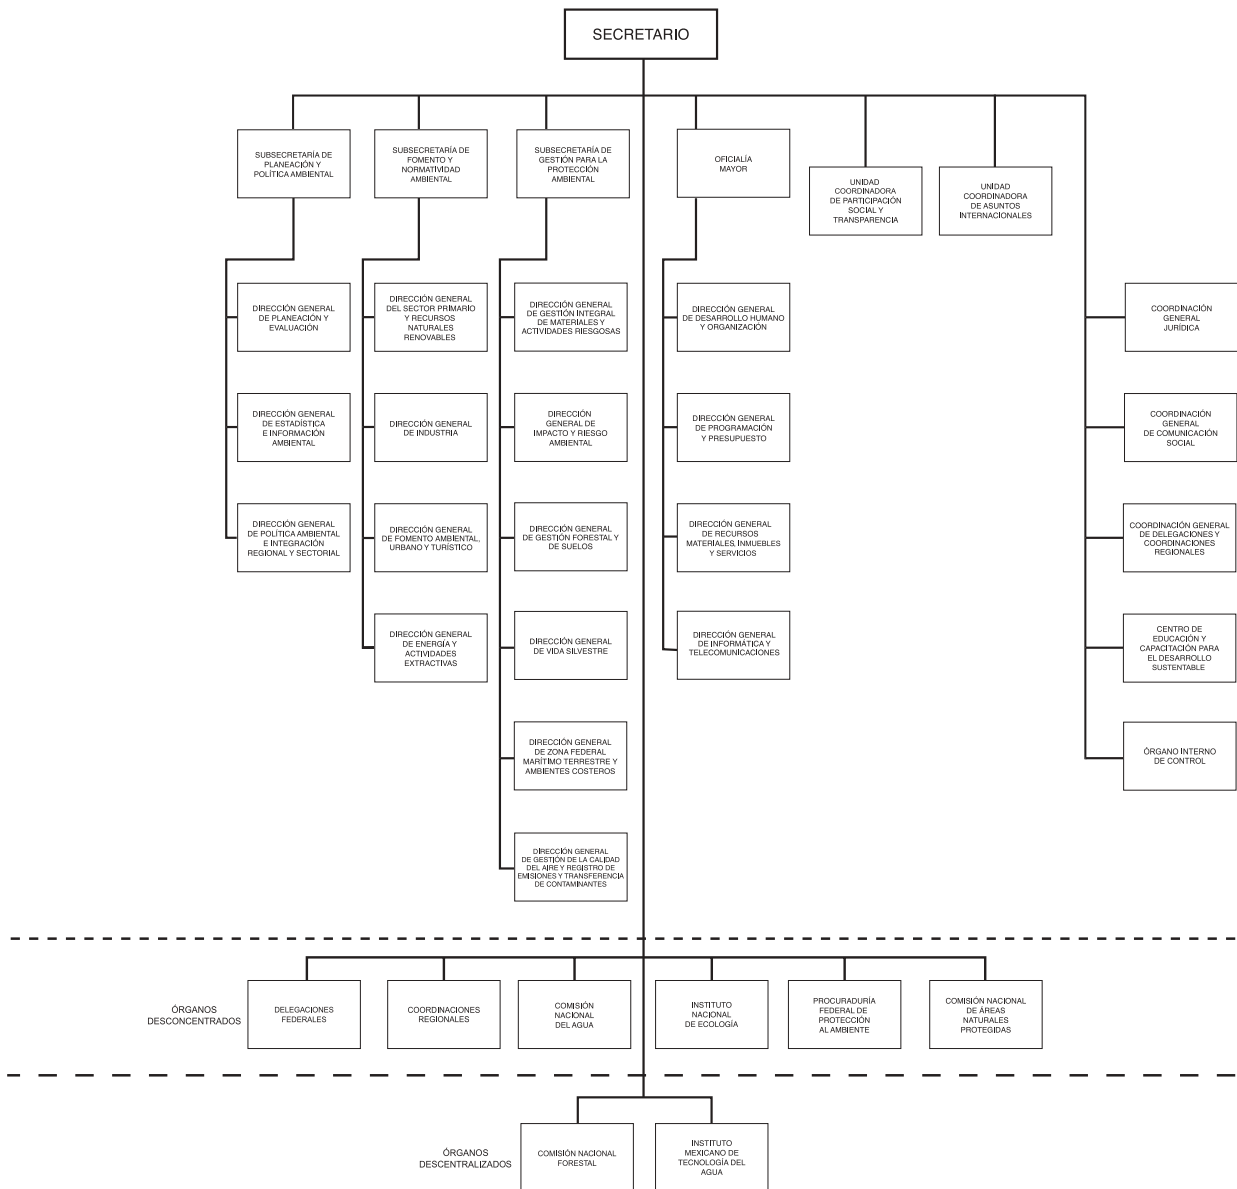 SECRETARIO
SUBSECRETARÍA DE
PLANEACIÓN Y
POLÍTICA AMBIENTAL
SUBSECRETARÍA DE
FOMENTO Y
NORMATIVIDAD
AMBIENTAL
SUBSECRETARÍA DE
GESTIÓN PARA LA
PROTECCIÓN
AMBIENTAL
OFICIALÍA
MAYOR
UNIDAD
COORDINADORA
DE PARTICIPACIÓN
SOCIAL Y
TRANSPARENCIA
UNIDAD
COORDINADORA
DE ASUNTOS
INTERNACIONALES
DIRECCIÓN GENERAL
DE PLANEACIÓN Y
EVALUACIÓN
DIRECCIÓN GENERAL
DEL SECTOR PRIMARIO
Y RECURSOS
NATURALES
RENOVABLES
DIRECCIÓN GENERAL
DE GESTIÓN INTEGRAL
DE MATERIALES Y
ACTIVIDADES RIESGOSAS
DIRECCIÓN GENERAL
DE DESARROLLO HUMANO
Y ORGANIZACIÓN
COORDINACIÓN
GENERAL
JURÍDICA
DIRECCIÓN GENERAL
DE ESTADÍSTICA
E INFORMACIÓN
AMBIENTAL
DIRECCIÓN GENERAL
DE INDUSTRIA
DIRECCIÓN
GENERAL DE
IMPACTO Y RIESGO
AMBIENTAL
DIRECCIÓN GENERAL
DE PROGRAMACIÓN
Y PRESUPUESTO
COORDINACIÓN
GENERAL
DE COMUNICACIÓN
SOCIAL
DIRECCIÓN GENERAL
DE POLÍTICA AMBIENTAL
E INTEGRACIÓN
REGIONAL Y SECTORIAL
DIRECCIÓN GENERAL
DE FOMENTO AMBIENTAL,
URBANO Y TURÍSTICO
DIRECCIÓN GENERAL
DE GESTIÓN FORESTAL Y
DE SUELOS
DIRECCIÓN GENERAL
DE RECURSOS
MATERIALES, INMUEBLES
Y SERVICIOS
COORDINACIÓN GENERAL
DE DELEGACIONES Y
COORDINACIONES
REGIONALES
DIRECCIÓN GENERAL
DE ENERGÍA Y
ACTIVIDADES
EXTRACTIVAS
DIRECCIÓN GENERAL
DE VIDA SILVESTRE
DIRECCIÓN GENERAL
DE INFORMÁTICA Y
TELECOMUNICACIONES
CENTRO DE
EDUCACIÓN Y
CAPACITACIÓN PARA
EL DESARROLLO
SUSTENTABLE
DIRECCIÓN GENERAL
DE ZONA FEDERAL
MARÍTIMO TERRESTRE Y
AMBIENTES COSTEROS
ÓRGANO INTERNO
DE CONTROL
DIRECCIÓN GENERAL
DE GESTIÓN DE LA CALIDAD
DEL AIRE Y REGISTRO DE
EMISIONES Y TRANSFERENCIA
DE CONTAMINANTES
ÓRGANOS
DESCONCENTRADOS
DELEGACIONES
FEDERALES
COORDINACIONES
REGIONALES
COMISIÓN
NACIONAL
DEL AGUA
INSTITUTO
NACIONAL
DE ECOLOGÍA
PROCURADURÍA
FEDERAL DE
PROTECCIÓN
AL AMBIENTE
COMISIÓN NACIONAL
DE ÁREAS
NATURALES
PROTEGIDAS
ÓRGANOS
DESCENTRALIZADOS
COMISIÓN NACIONAL
FORESTAL
INSTITUTO
MEXICANO DE
TECNOLOGÍA DEL
AGUA